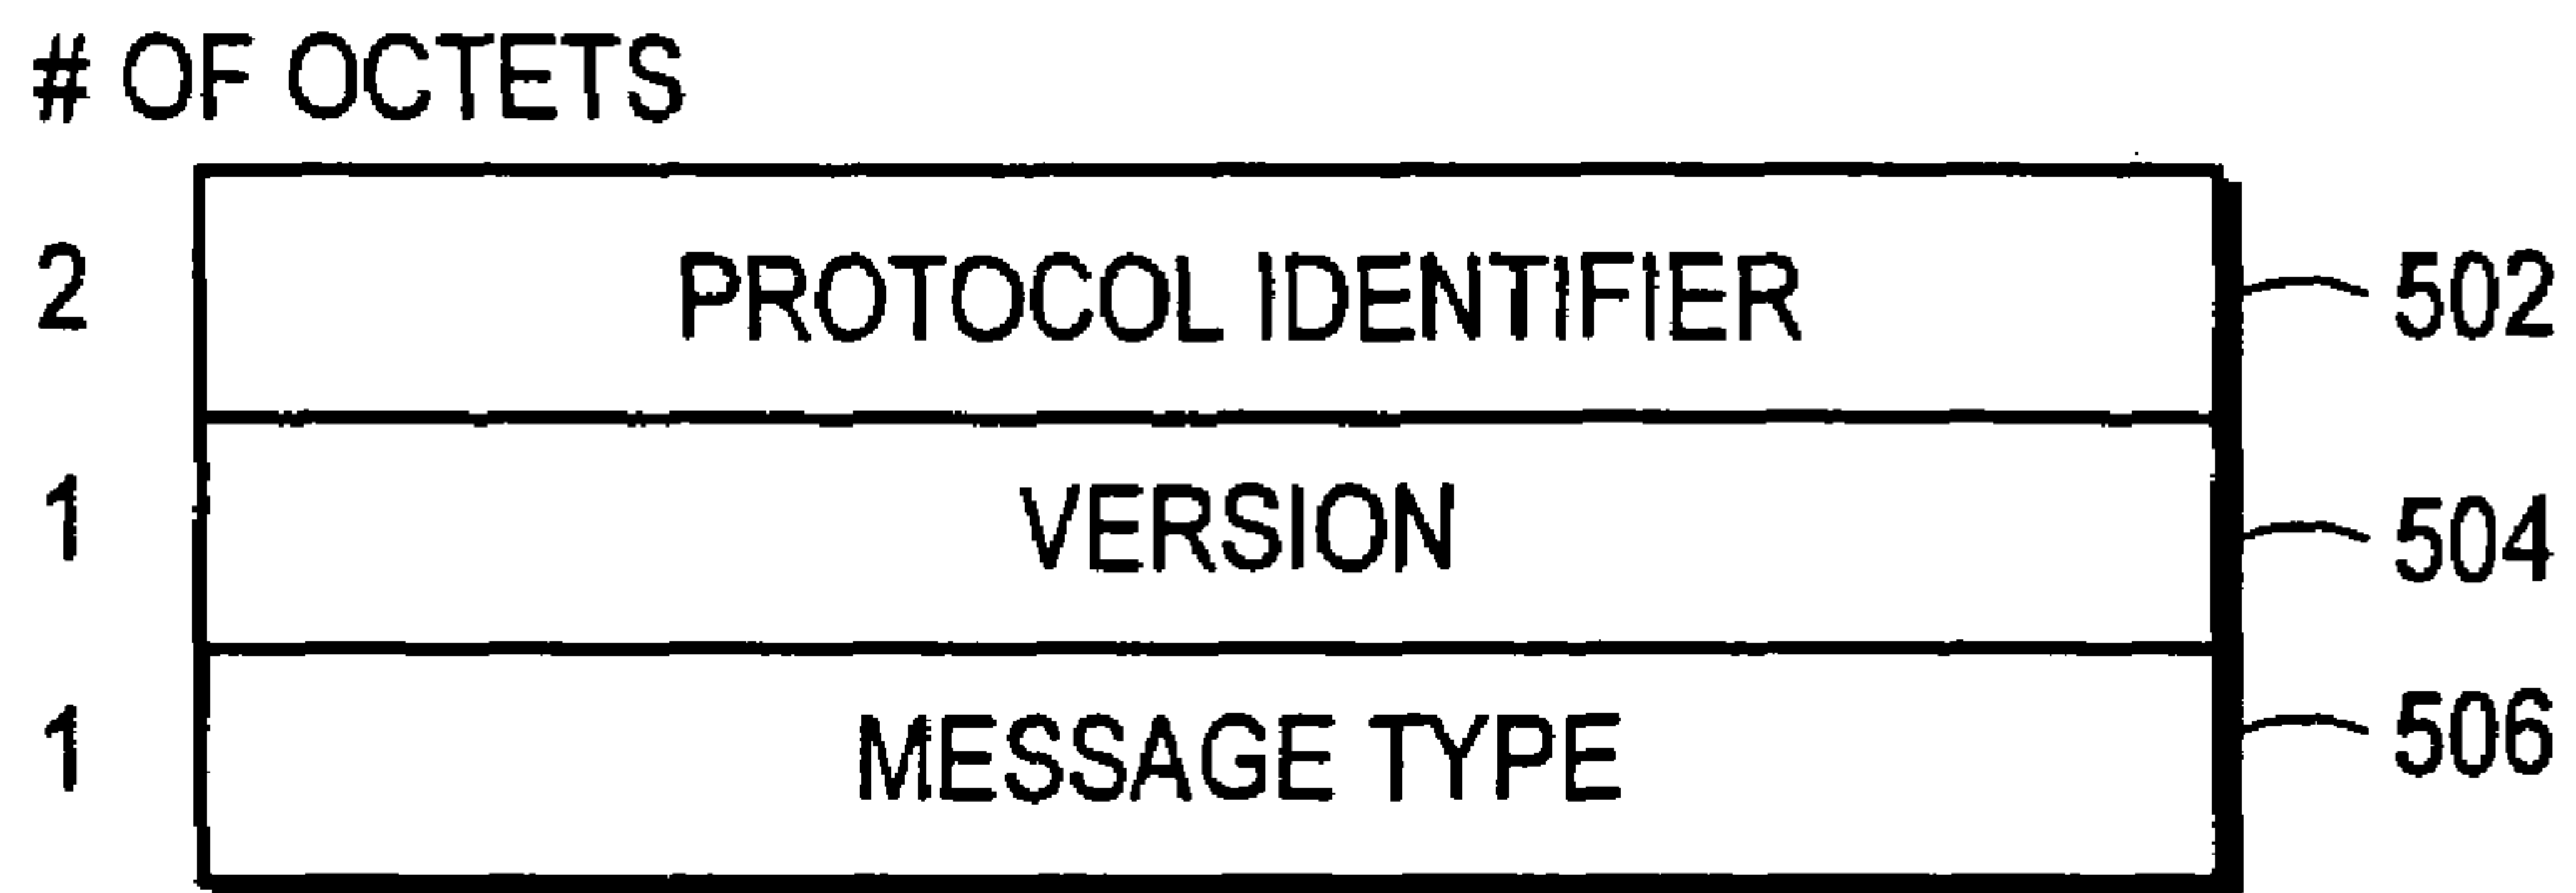 # OF OCTETS
2 PROTOCOL IDENTIFIER 502
1 VERSION 504
1 MESSAGE TYPE 506